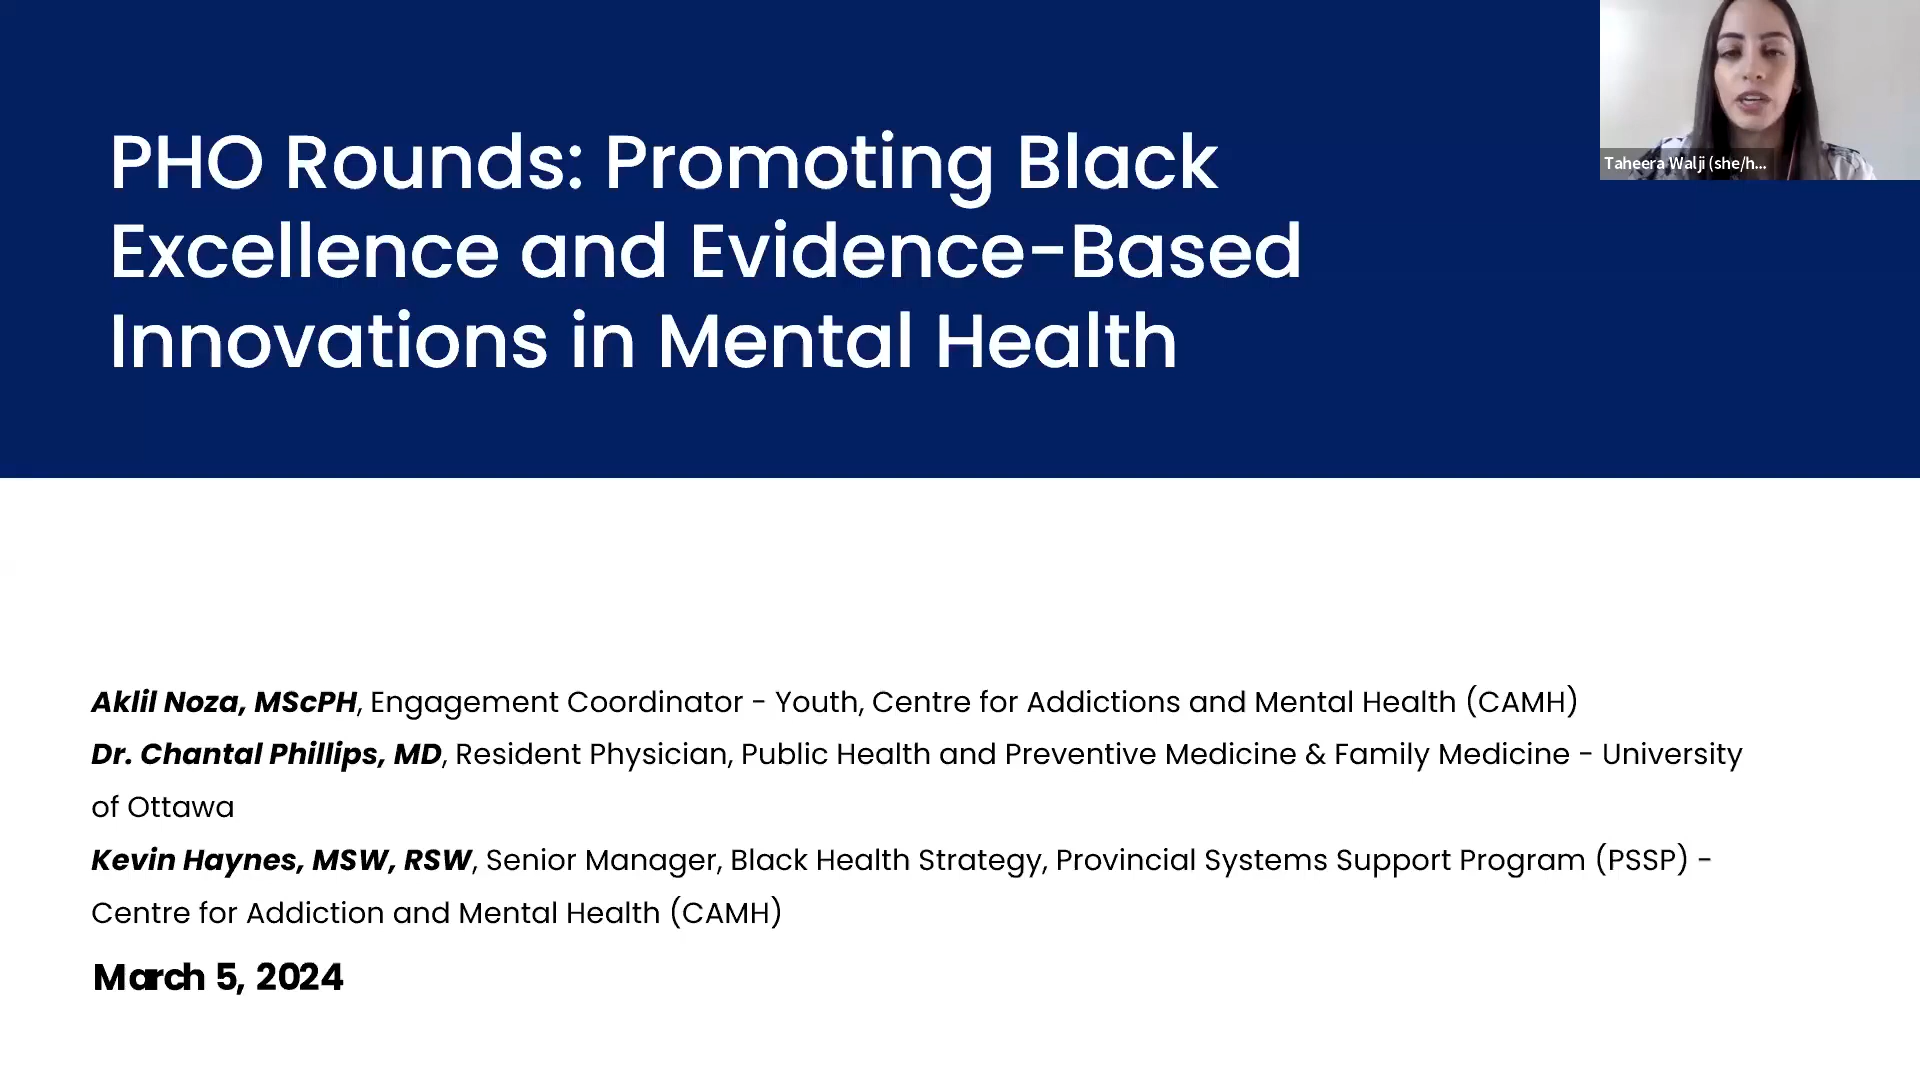 PHO Rounds: Promoting Black
Excellence and Evidence-Based
Innovations in Mental Health
Taheera Walji (she/h...
Aklil Noza, MScPH, Engagement Coordinator - Youth, Centre for Addictions and Mental Health (CAMH)
Dr. Chantal Phillips, MD, Resident Physician, Public Health and Preventive Medicine & Family Medicine - University
of Ottawa
Kevin Haynes, MSW, RSW, Senior Manager, Black Health Strategy, Provincial Systems Support Program (PSSP) -
Centre for Addiction and Mental Health (CAMH)
March 5, 2024